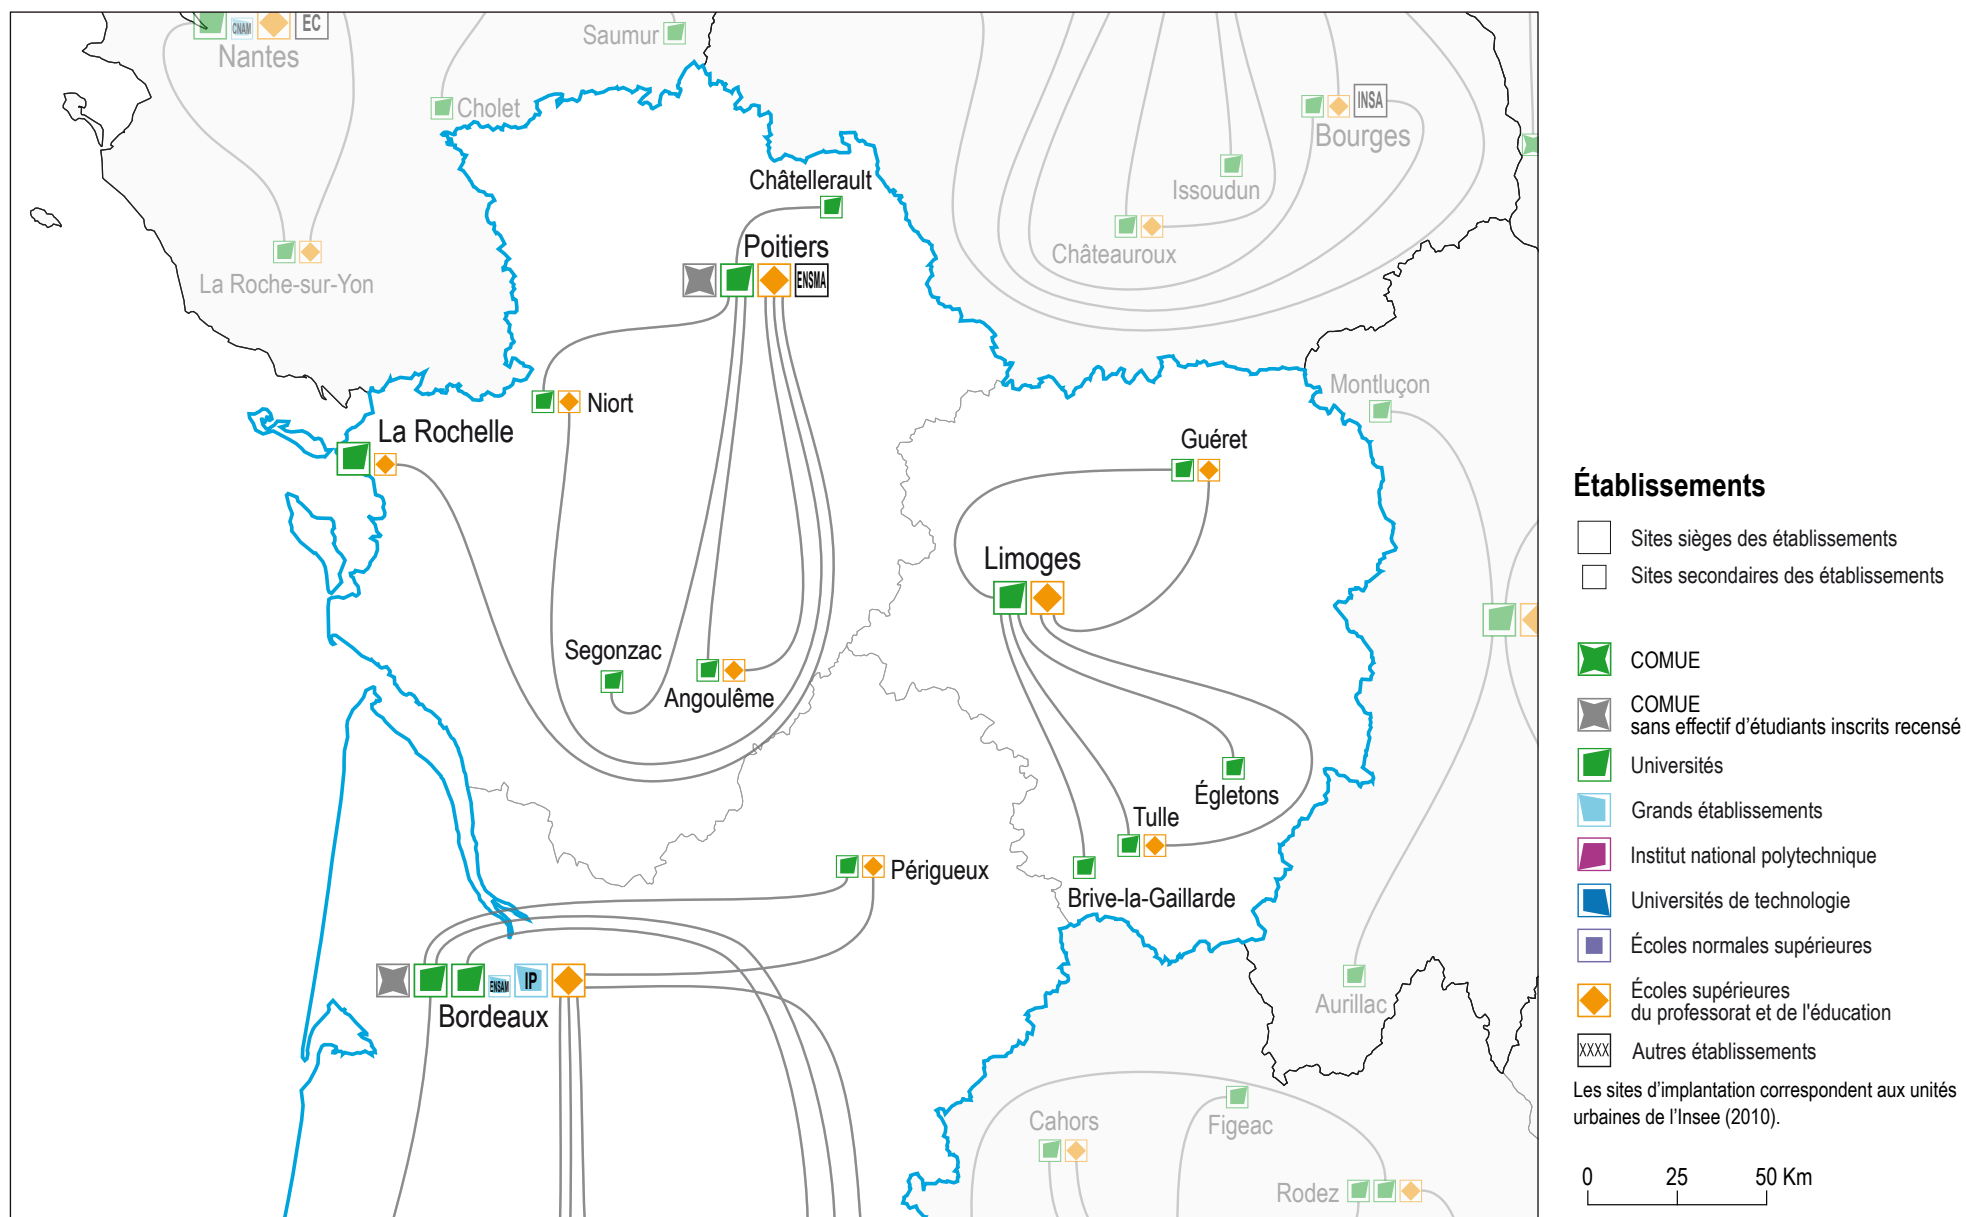 CNAM
EC
Nantes
Saumur
Cholet
INSA
Bourges
Issoudun
Châtellerault
Poitiers
ENSMA
Châteauroux
La Roche-sur-Yon
Montluçon
Niort
La Rochelle
Guéret
Établissements
Sites sièges des établissements
Limoges
Sites secondaires des établissements
Segonzac
Angoulême
COMUE
COMUE
sans effectif d'étudiants inscrits recensé
Universités
Égletons
Tulle
Grands établissements
Institut national polytechnique
Périgueux
Brive-la-Gaillarde
Universités de technologie
Écoles normales supérieures
ENSAM
IP
Bordeaux
Aurillac
Écoles supérieures
du professorat et de l'éducation
XXXX
Autres établissements
Les sites d'implantation correspondent aux unités
urbaines de l'Insee (2010).
Cahors
Figeac
Rodez
0 25 50 Km